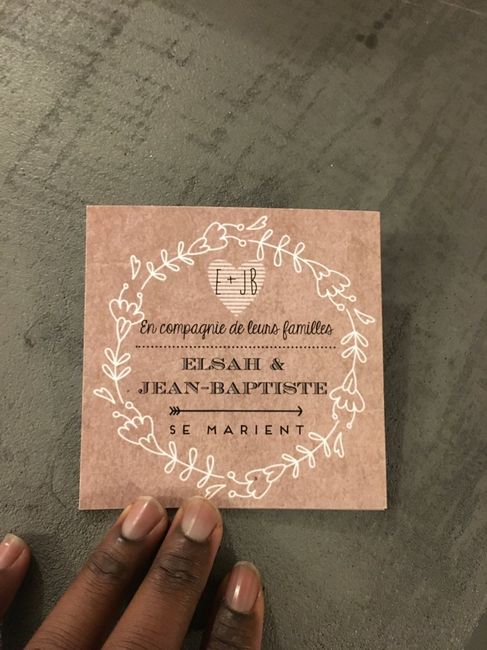 E + JB
En compagnie de leurs familles
ELSAH &
JEAN-BAPTISTE
SE MARIENT